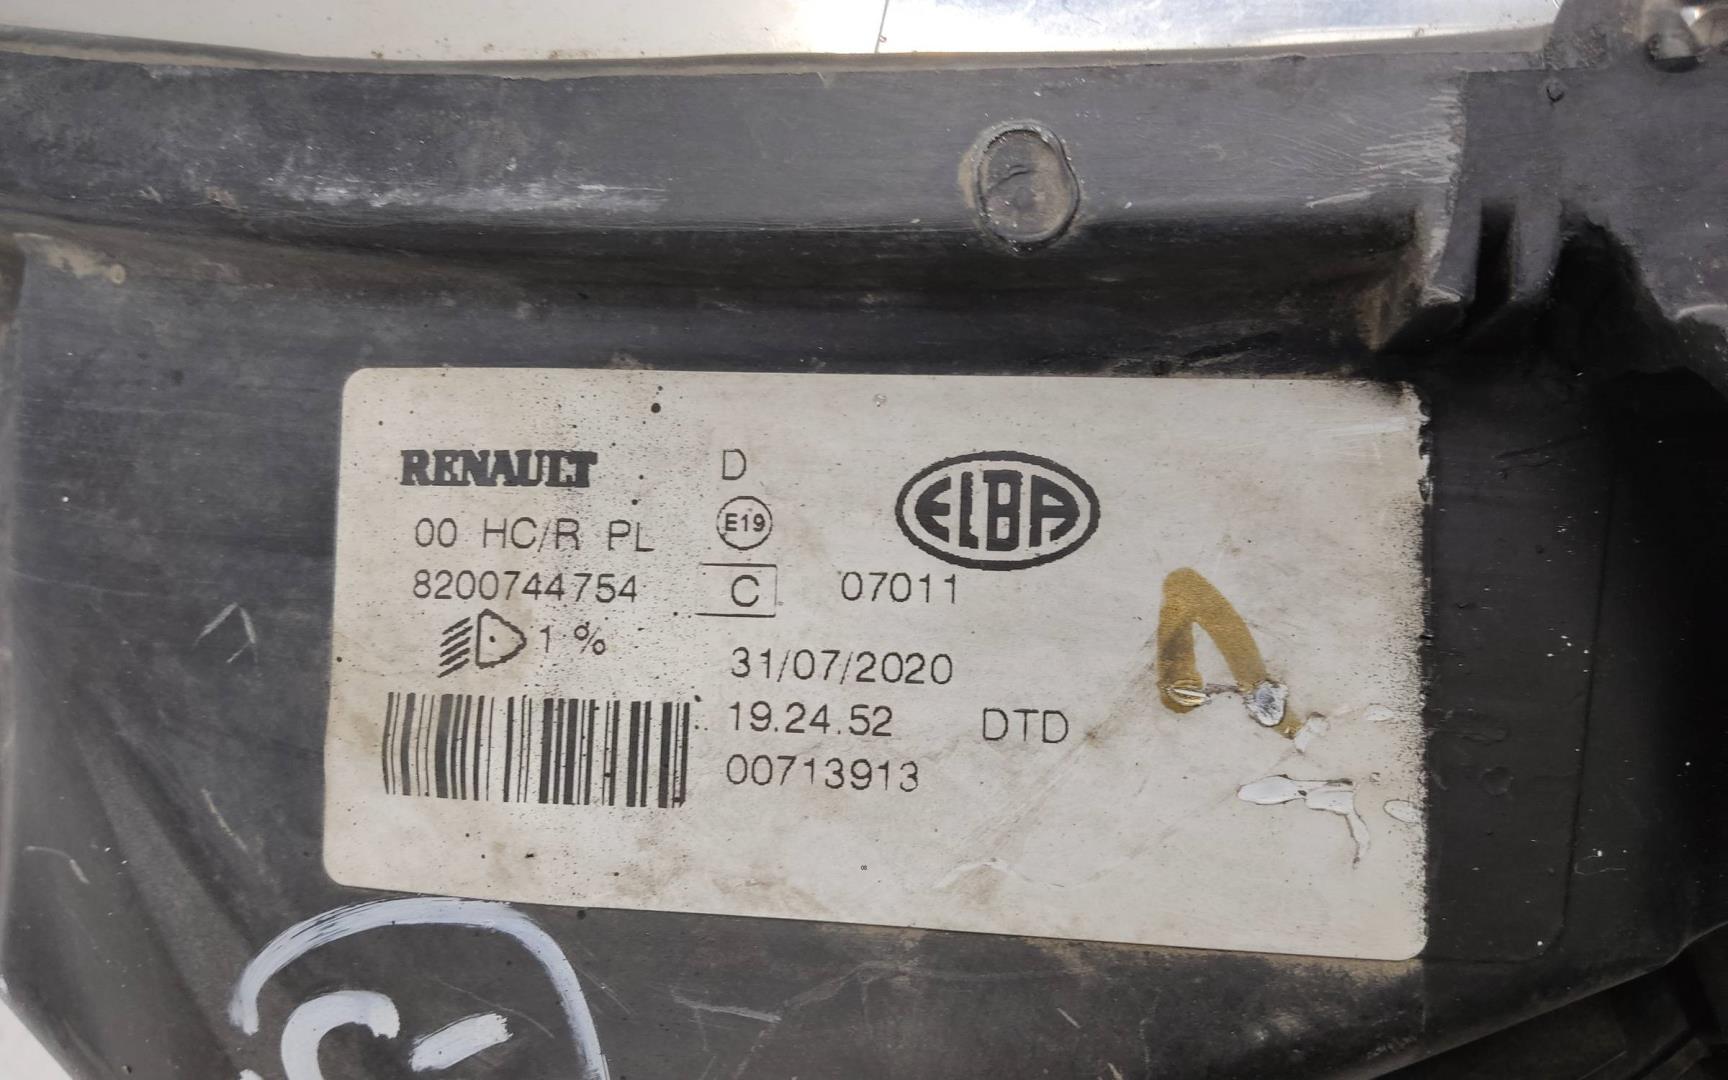 RENAULT D
00 HC/R PL E19 ELBA
8200744754 C 07011
1 %
31/07/2020
19.24.52 DTD
00713913